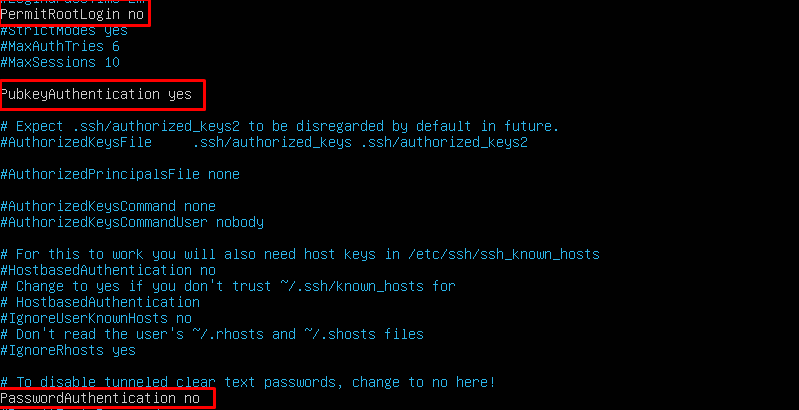 PermitRootLogin no
#StrictModes yes
#MaxAuthTries 6
#MaxSessions 10
PubkeyAuthentication yes
# Expect .ssh/authorized_keys2 to be disregarded by default in future.
#AuthorizedKeysFile .ssh/authorized_keys .ssh/authorized_keys2
#AuthorizedPrincipalsFile none
#AuthorizedKeysCommand none
#AuthorizedKeysCommandUser nobody
# For this to work you will also need host keys in /etc/ssh/ssh_known_hosts
#HostbasedAuthentication no
# Change to yes if you don't trust ~/.ssh/known_hosts for
# HostbasedAuthentication
#IgnoreUserKnownHosts no
# Don't read the user's ~/.rhosts and ~/.shosts files
#IgnoreRhosts yes
# To disable tunneled clear text passwords, change to no here!
PasswordAuthentication no